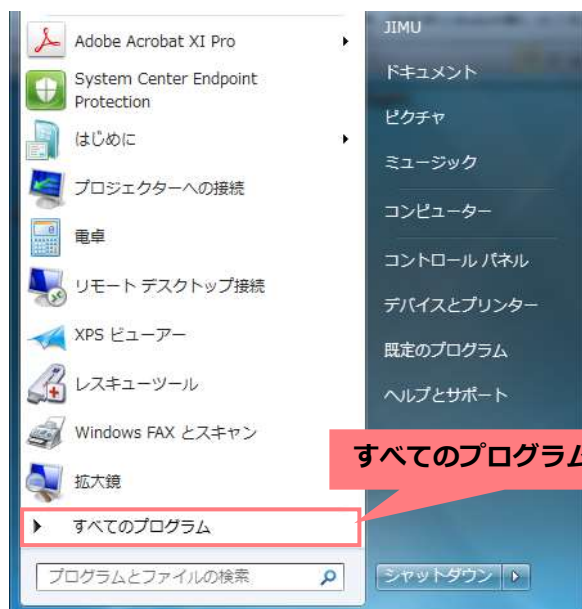 Adobe Acrobat XI Pro
System Center Endpoint
Protection
はじめに
プロジェクターへの接続
電卓
リモート デスクトップ接続
XPS ビューアー
レスキューツール
Windows FAX とスキャン
拡大鏡
すべてのプログラム
プログラムとファイルの検索
JIMU
ドキュメント
ピクチャ
ミュージック
コンピューター
コントロール パネル
デバイスとプリンター
既定のプログラム
ヘルプとサポート
すべてのプログラム
シャットダウン